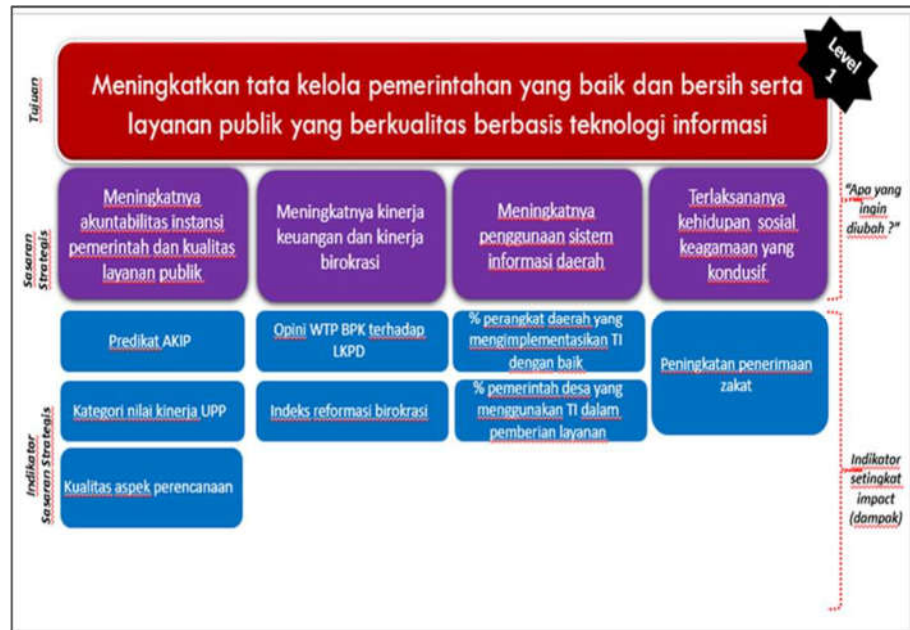 Level
1
Tujuan
Meningkatkan tata kelola pemerintahan yang baik dan bersih serta
layanan publik yang berkualitas berbasis teknologi informasi
Sasaran
Strategis
Meningkatnya
akuntabilitas instansi
pemerintah dan kualitas
layanan publik
Meningkatnya kinerja
keuangan dan kinerja
birokrasi
Meningkatnya
penggunaan sistem
informasi daerah
Terlaksananya
kehidupan sosial
keagamaan yang
kondusif
"Apa yang
ingin
diubah ?"
Indikator
Sasaran Strategis
Predikat AKIP
Kategori nilai kinerja UPP
Kualitas aspek perencanaan
Opini WTP BPK terhadap
LKPD
Indeks reformasi birokrasi
% perangkat daerah yang
mengimplementasikan TI
dengan baik
% pemerintah desa yang
menggunakan TI dalam
pemberian layanan
Peningkatan penerimaan
zakat
Indikator
setingkat
impact
(dampak)